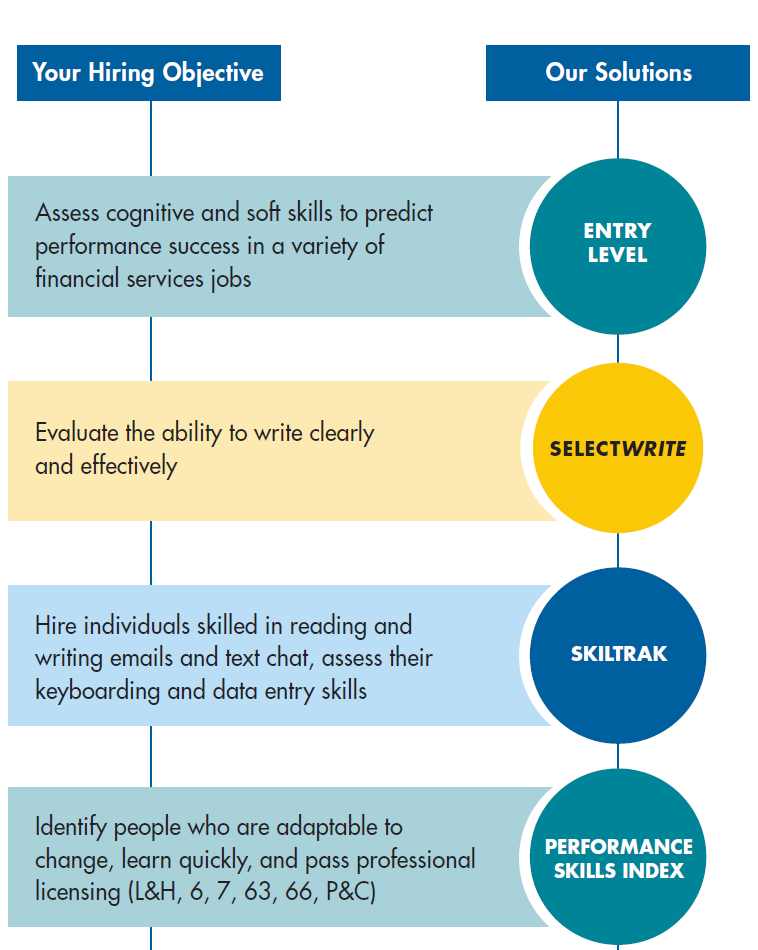 Your Hiring Objective
Our Solutions
Assess cognitive and soft skills to predict
performance success in a variety of
financial services jobs
ENTRY
LEVEL
Evaluate the ability to write clearly
and effectively
SELECTWRITE
Hire individuals skilled in reading and
writing emails and text chat, assess their
keyboarding and data entry skills
SKILTRAK
Identify people who are adaptable to
change, learn quickly, and pass professional
licensing (L&H, 6, 7, 63, 66, P&C)
PERFORMANCE
SKILLS INDEX